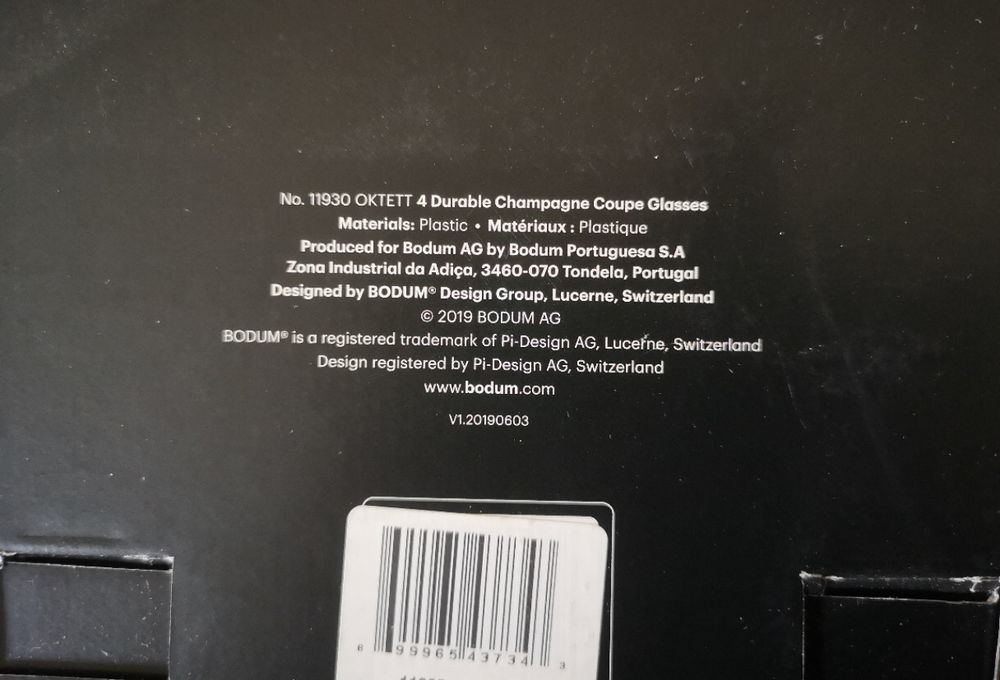 No. 11930 OKTETT 4 Durable Champagne Coupe Glasses
Materials: Plastic • Matériaux : Plastique
Produced for Bodum AG by Bodum Portuguesa S.A
Zona Industrial da Adiça, 3460-070 Tondela, Portugal
Designed by BODUM® Design Group, Lucerne, Switzerland
© 2019 BODUM AG
BODUM® is a registered trademark of Pi-Design AG, Lucerne, Switzerland
Design registered by Pi-Design AG, Switzerland
www.bodum.com
V1.20190603
6 99965 43734 3